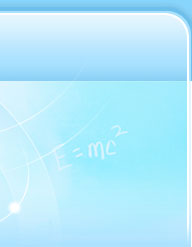 E = mc²